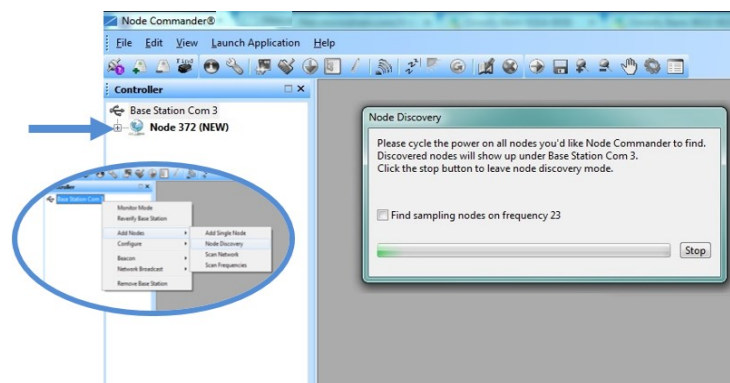 Node Commander®
File Edit View Launch Application Help
Find
Controller
Base Station Com 3
Node 372 (NEW)
Node Discovery
Please cycle the power on all nodes you'd like Node Commander to find.
Discovered nodes will show up under Base Station Com 3.
Click the stop button to leave node discovery mode.
Find sampling nodes on frequency 23
Stop
Base Station Com
Monitor Mode
Reverify Base Station
Add Nodes
Configure
Beacon
Network Broadcast
Remove Base Station
Add Single Node
Node Discovery
Scan Network
Scan Frequencies